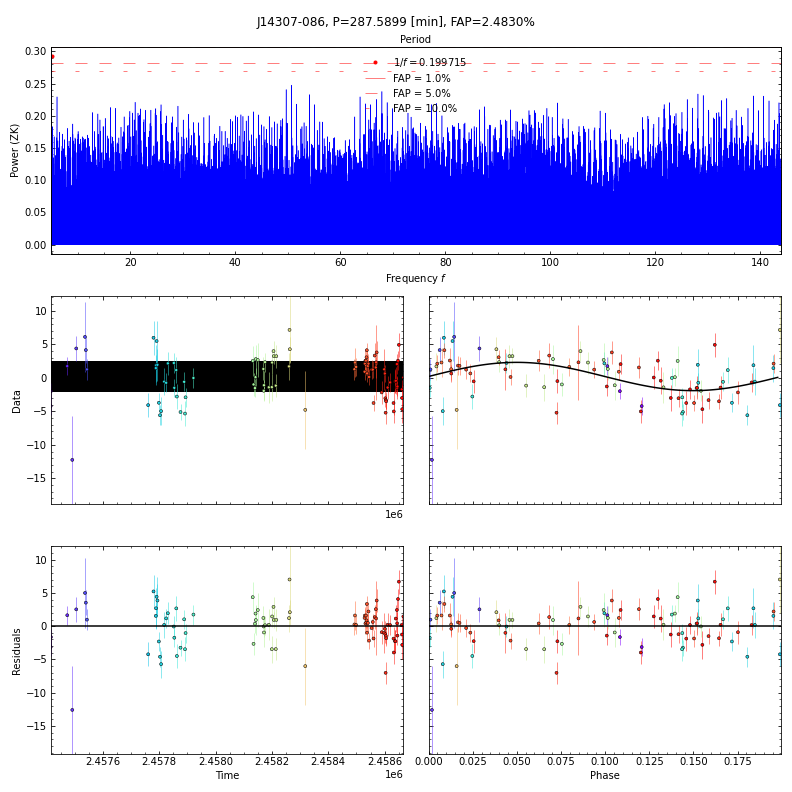 J14307-086, P=287.5899 [min], FAP=2.4830%
Period
0.30
0.25
0.20
0.15
0.10
0.05
0.00
Power (ZK)
1/f = 0.199715
FAP = 1.0%
FAP = 5.0%
FAP = 10.0%
20 40 60 80 100 120 140
Frequency f
10
5
0
−5
−10
−15
Data
1e6
10
5
0
−5
−10
−15
Residuals
2.4576 2.4578 2.4580 2.4582 2.4584 2.4586
1e6
Time
0.000 0.025 0.050 0.075 0.100 0.125 0.150 0.175
Phase